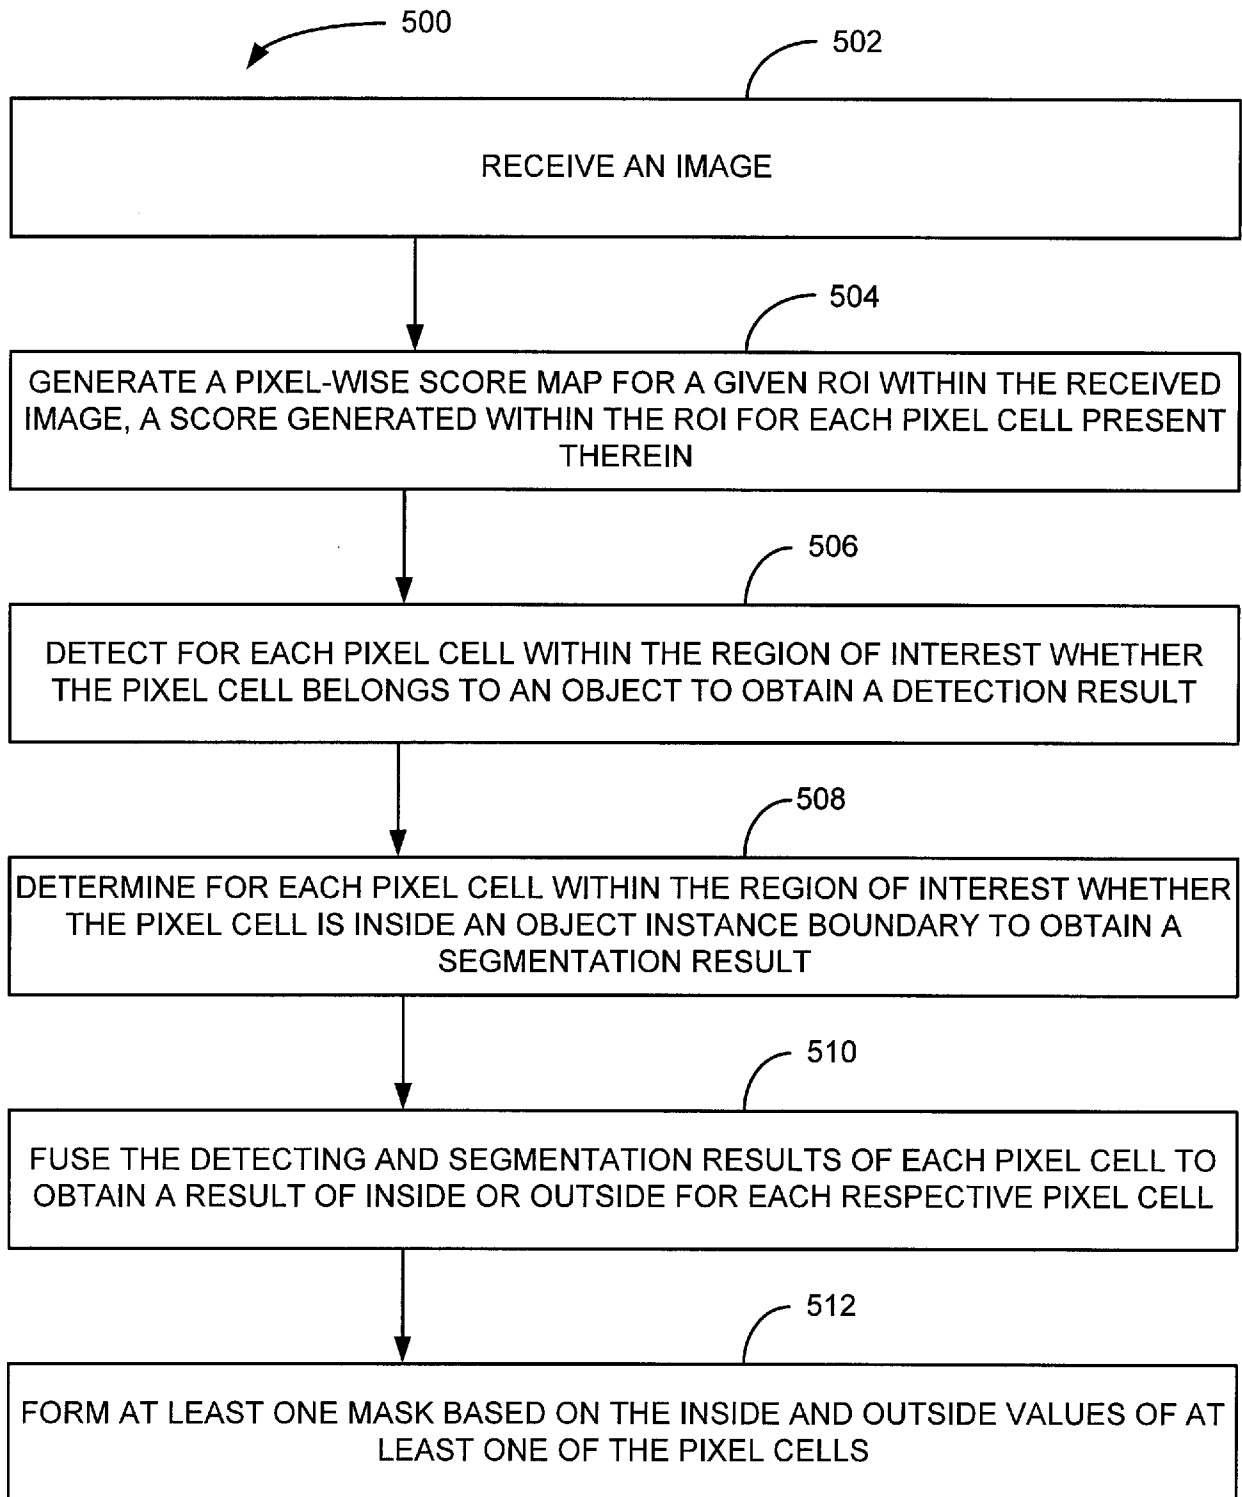 500
502
RECEIVE AN IMAGE
504
GENERATE A PIXEL-WISE SCORE MAP FOR A GIVEN ROI WITHIN THE RECEIVED
IMAGE, A SCORE GENERATED WITHIN THE ROI FOR EACH PIXEL CELL PRESENT
THEREIN
506
DETECT FOR EACH PIXEL CELL WITHIN THE REGION OF INTEREST WHETHER
THE PIXEL CELL BELONGS TO AN OBJECT TO OBTAIN A DETECTION RESULT
508
DETERMINE FOR EACH PIXEL CELL WITHIN THE REGION OF INTEREST WHETHER
THE PIXEL CELL IS INSIDE AN OBJECT INSTANCE BOUNDARY TO OBTAIN A
SEGMENTATION RESULT
510
FUSE THE DETECTING AND SEGMENTATION RESULTS OF EACH PIXEL CELL TO
OBTAIN A RESULT OF INSIDE OR OUTSIDE FOR EACH RESPECTIVE PIXEL CELL
512
FORM AT LEAST ONE MASK BASED ON THE INSIDE AND OUTSIDE VALUES OF AT
LEAST ONE OF THE PIXEL CELLS